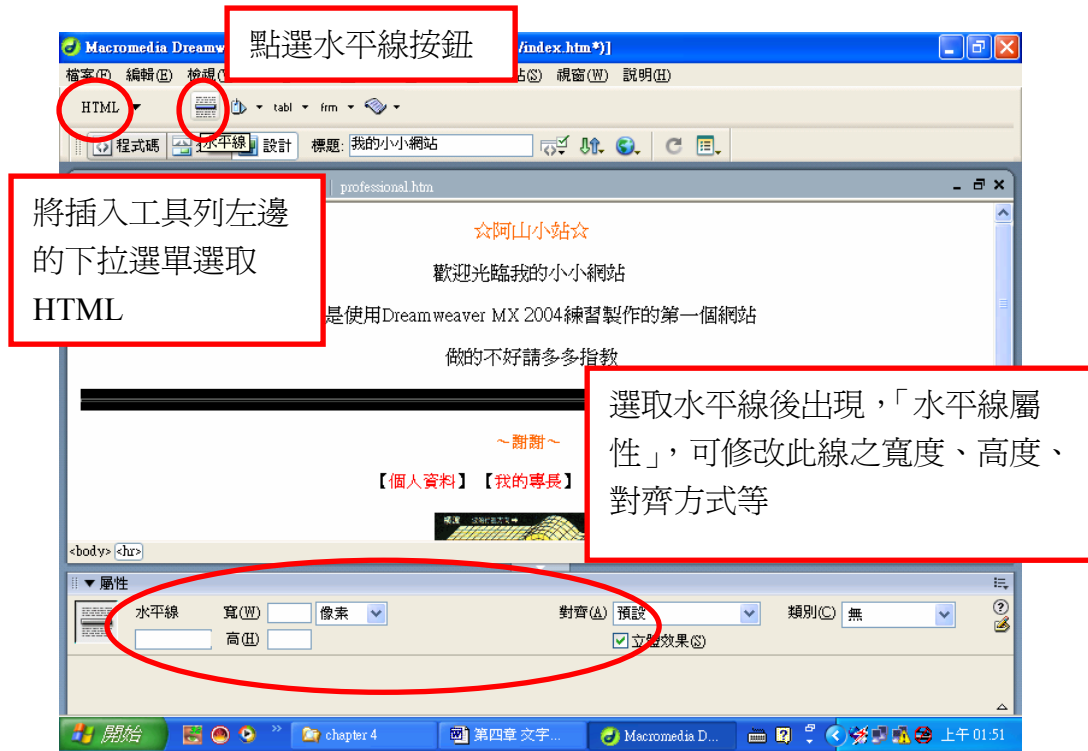 點選水平線按鈕
Macromedia Dreamw /index.htm*)]
檔案(F) 編輯(E) 檢視( (S) 視窗(W) 說明(H)
HTML tabl frm
水平線
程式碼 設計 標題: 我的小小網站
professional.htm
將插入工具列左邊
的下拉選單選取
HTML
☆阿山小站☆
歡迎光臨我的小小網站
是使用Dreamweaver MX 2004練習製作的第一個網站
做的不好請多多指教
選取水平線後出現，「水平線屬
性」，可修改此線之寬度、高度、
對齊方式等
～謝謝～
【個人資料】【我的專長】
<body> <hr>
▼屬性
水平線 寬(W) 像素 對齊(A) 預設 類別(C) 無
高(H) 立體效果(S)
開始 chapter 4 第四章 文字... Macromedia D... 上午 01:51